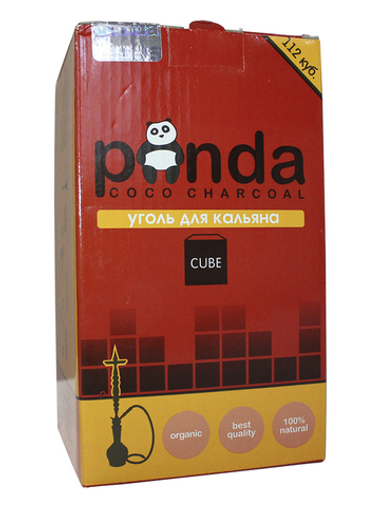 112 куб.
panda
COCO CHARCOAL
уголь для кальяна
CUBE
organic
best
quality
100%
natural